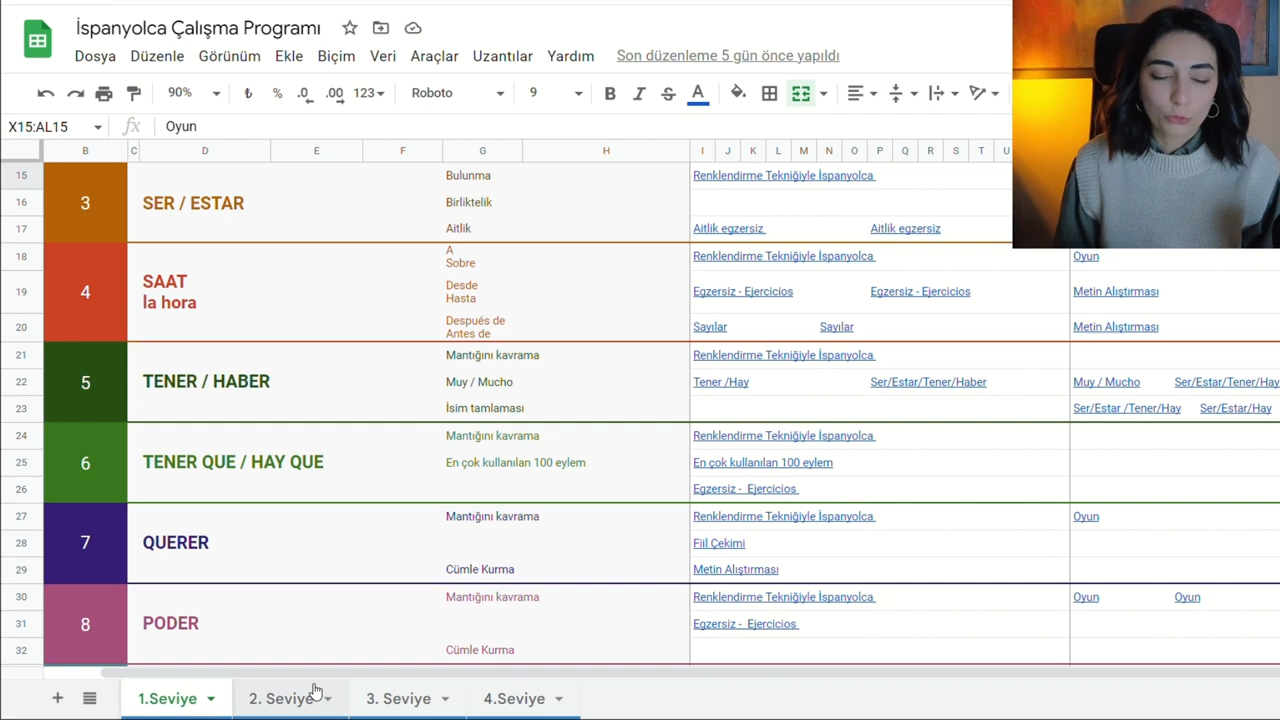 İspanyolca Çalışma Programı
Dosya Düzenle Görünüm Ekle Biçim Veri Araçlar Uzantılar Yardım Son düzenleme 5 gün önce yapıldı
90% ₺ % .0 .00 123 Roboto 9 B I S A
X15:AL15 fx Oyun
B C D E F G H I J K L M N O P Q R S T U
15 Bulunma Renklendirme Tekniğiyle İspanyolca
16 3 SER / ESTAR Birliktelik
17 Aitlik Aitlik egzersiz Aitlik egzersiz
18 A Renklendirme Tekniğiyle İspanyolca Oyun
Sobre
SAAT
19 4 Desde Egzersiz - Ejercicios Egzersiz - Ejercicios Metin Alıştırması
la hora Hasta
20 Después de Sayılar Sayılar Metin Alıştırması
Antes de
21 Mantığını kavrama Renklendirme Tekniğiyle İspanyolca
22 5 TENER / HABER Muy / Mucho Tener /Hay Ser/Estar/Tener/Haber Muy / Mucho Ser/Estar/Tener/Hay
23 İsim tamlaması Ser/Estar /Tener/Hay Ser/Estar/Hay
24 Mantığını kavrama Renklendirme Tekniğiyle İspanyolca
25 6 TENER QUE / HAY QUE En çok kullanılan 100 eylem En çok kullanılan 100 eylem
26 Egzersiz - Ejercicios
27 Mantığını kavrama Renklendirme Tekniğiyle İspanyolca Oyun
28 7 QUERER Fiil Çekimi
29 Cümle Kurma Metin Alıştırması
30 Mantığını kavrama Renklendirme Tekniğiyle İspanyolca Oyun Oyun
31 8 PODER Egzersiz - Ejercicios
32 Cümle Kurma
+ 1.Seviye 2. Seviye 3. Seviye 4.Seviye